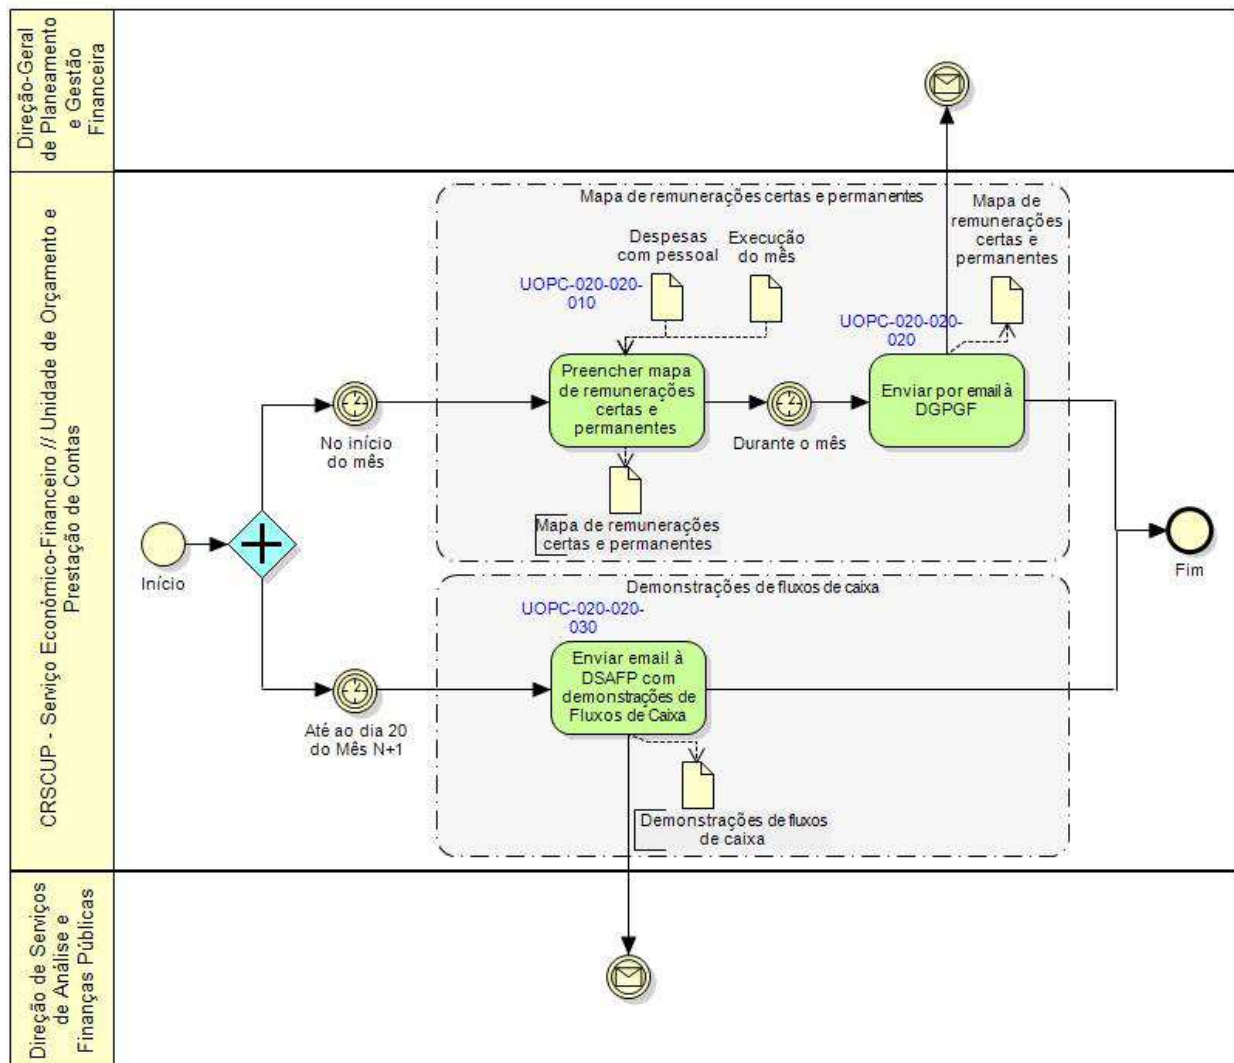 Direção-Geral
de Planeamento
e Gestão
Financeira
CRSCUP - Serviço Económico-Financeiro // Unidade de Orçamento e
Prestação de Contas
Direção de Serviços
de Análise e
Finanças Públicas
Início
No início
do mês
Até ao dia 20
do Mês N+1
Mapa de remunerações certas e permanentes
Despesas
com pessoal
Execução
do mês
UOPC-020-020-
010
Preencher mapa
de remunerações
certas e
permanentes
Mapa de remunerações
certas e permanentes
Durante o mês
Mapa de
remunerações
certas e
permanentes
UOPC-020-020-
020
Enviar por email à
DGPGF
Demonstrações de fluxos de caixa
UOPC-020-020-
030
Enviar email à
DSAFP com
demonstrações de
Fluxos de Caixa
Demonstrações de fluxos
de caixa
Fim